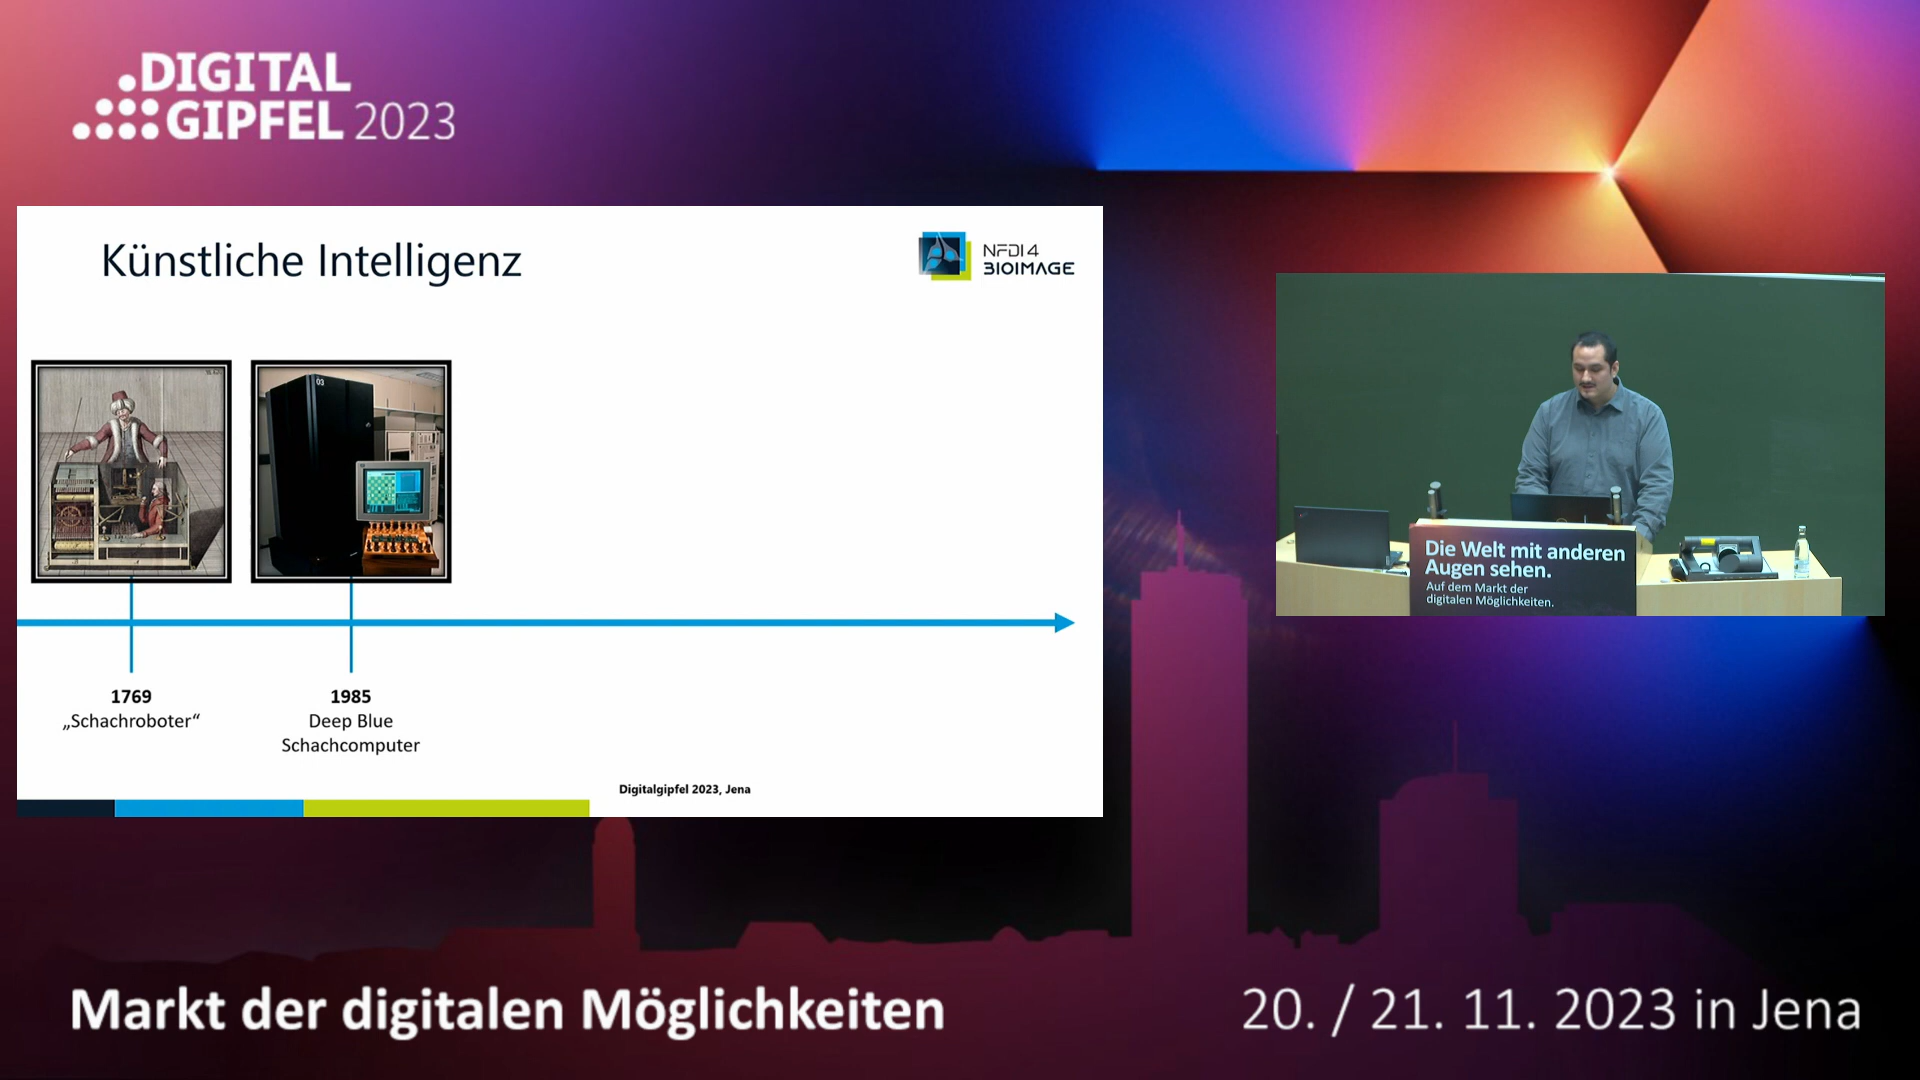 DIGITAL
GIPFEL 2023
Künstliche Intelligenz
NFDI4
BIOIMAGE
03
1769
„Schachroboter“
1985
Deep Blue
Schachcomputer
Digitalgipfel 2023, Jena
Die Welt mit anderen
Augen sehen.
Auf dem Markt der
digitalen Möglichkeiten.
Markt der digitalen Möglichkeiten
20. / 21. 11. 2023 in Jena